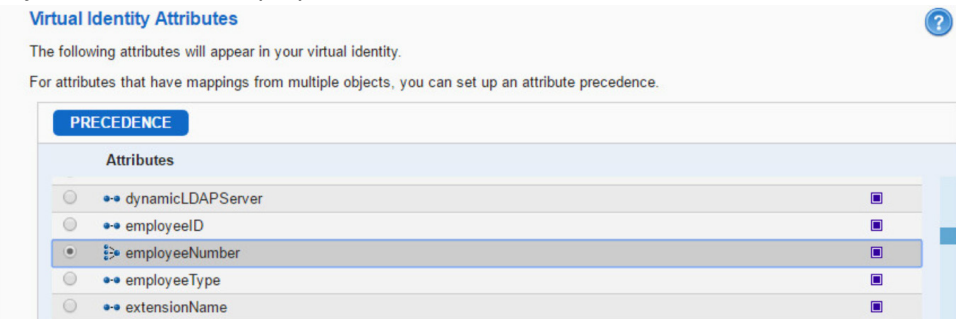 Virtual Identity Attributes
?
The following attributes will appear in your virtual identity.
For attributes that have mappings from multiple objects, you can set up an attribute precedence.
PRECEDENCE
Attributes
dynamicLDAPServer
employeeID
employeeNumber
employeeType
extensionName